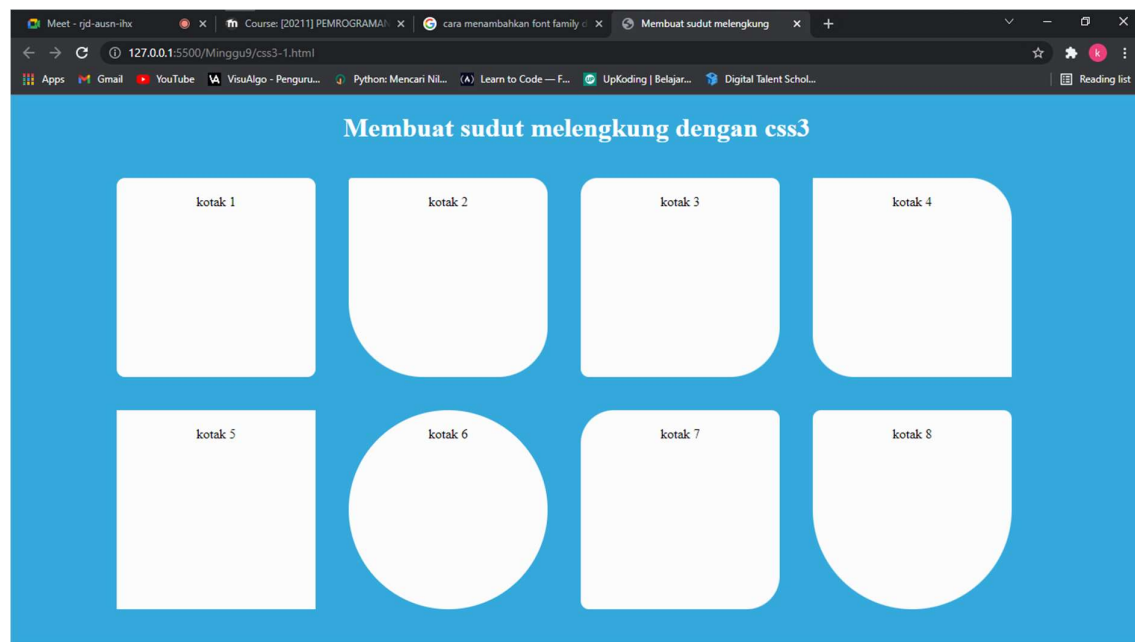 Meet - rjd-ausn-ihx
Course: [20211] PEMROGRAMAN
cara menambahkan font family d
Membuat sudut melengkung
127.0.0.1:5500/Minggu9/css3-1.html
k
Apps Gmail YouTube VisuAlgo - Penguru... Python: Mencari Nil... Learn to Code — F... UpKoding | Belajar... Digital Talent Schol... Reading list
Membuat sudut melengkung dengan css3
kotak 1 kotak 2 kotak 3 kotak 4
kotak 5 kotak 6 kotak 7 kotak 8